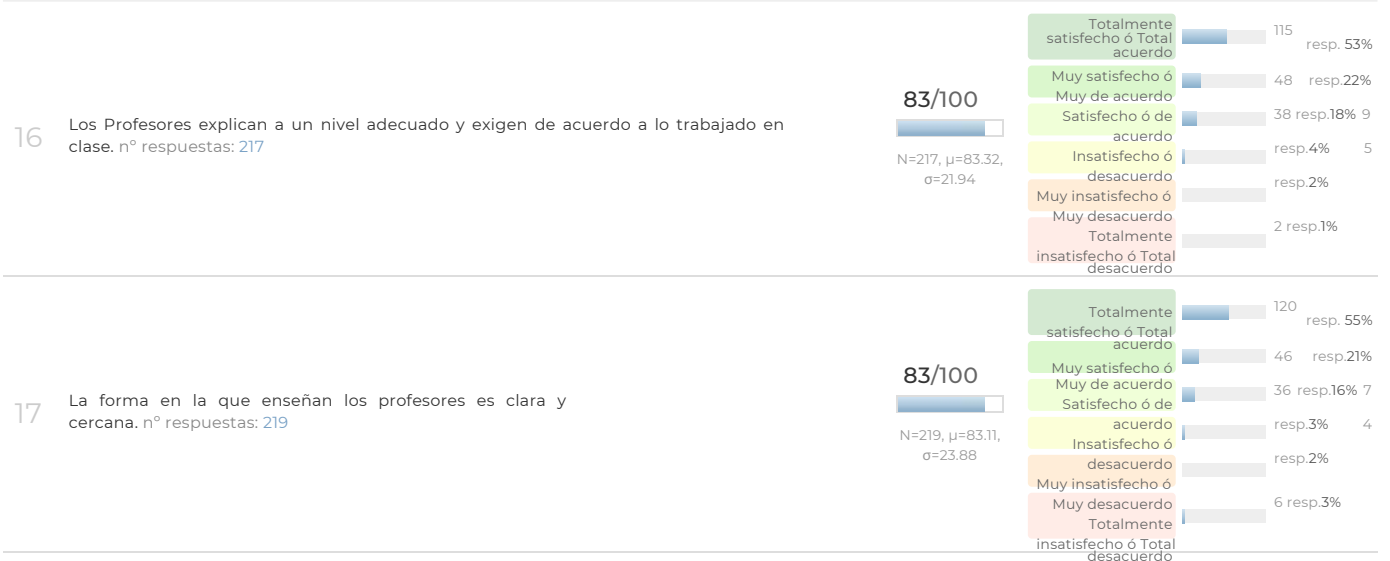 16
Los Profesores explican a un nivel adecuado y exigen de acuerdo a lo trabajado en
clase. nº respuestas: 217
83/100
N=217, µ=83.32,
σ=21.94
Totalmente
satisfecho ó Total
acuerdo
Muy satisfecho ó
Muy de acuerdo
Satisfecho ó de
acuerdo
Insatisfecho ó
desacuerdo
Muy insatisfecho ó
Muy desacuerdo
Totalmente
insatisfecho ó Total
desacuerdo
115
resp. 53%
48 resp.22%
38 resp.18% 9
resp.4% 5
resp.2%
2 resp.1%
17
La forma en la que enseñan los profesores es clara y
cercana. nº respuestas: 219
83/100
N=219, µ=83.11,
σ=23.88
Totalmente
satisfecho ó Total
acuerdo
Muy satisfecho ó
Muy de acuerdo
Satisfecho ó de
acuerdo
Insatisfecho ó
desacuerdo
Muy insatisfecho ó
Muy desacuerdo
Totalmente
insatisfecho ó Total
desacuerdo
120
resp. 55%
46 resp.21%
36 resp.16% 7
resp.3% 4
resp.2%
6 resp.3%